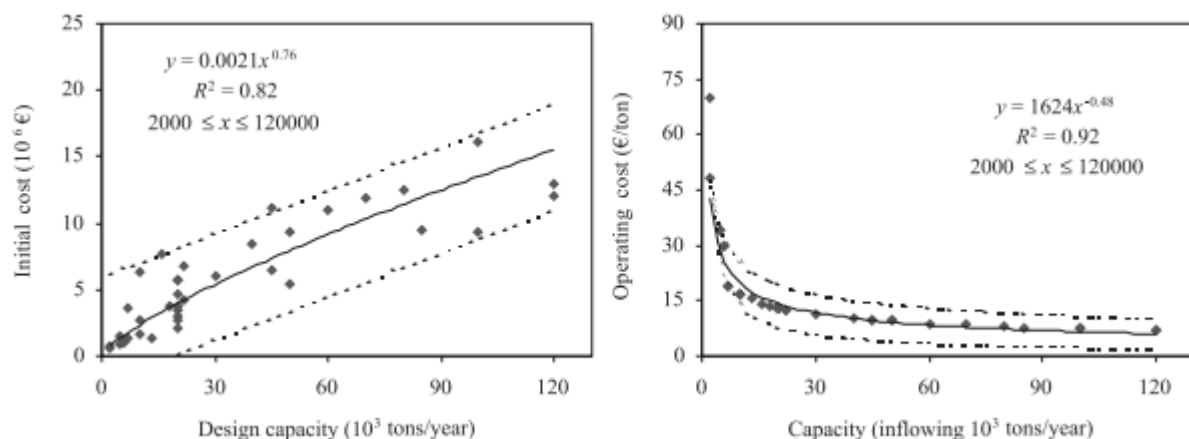 25
20
15
10
5
0
Initial cost (10⁶ €)
y = 0.0021x^0.76
R² = 0.82
2000 ≤ x ≤ 120000
0 30 60 90 120
Design capacity (10³ tons/year)
90
75
60
45
30
15
0
Operating cost (€/ton)
y = 1624x^-0.48
R² = 0.92
2000 ≤ x ≤ 120000
0 30 60 90 120
Capacity (inflowing 10³ tons/year)